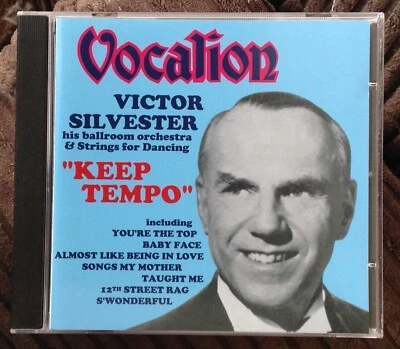 Vocalion
VICTOR
SILVESTER
his ballroom orchestra
& Strings for Dancing
"KEEP
TEMPO"
including
YOU'RE THE TOP
BABY FACE
ALMOST LIKE BEING IN LOVE
SONGS MY MOTHER
TAUGHT ME
12TH STREET RAG
S'WONDERFUL